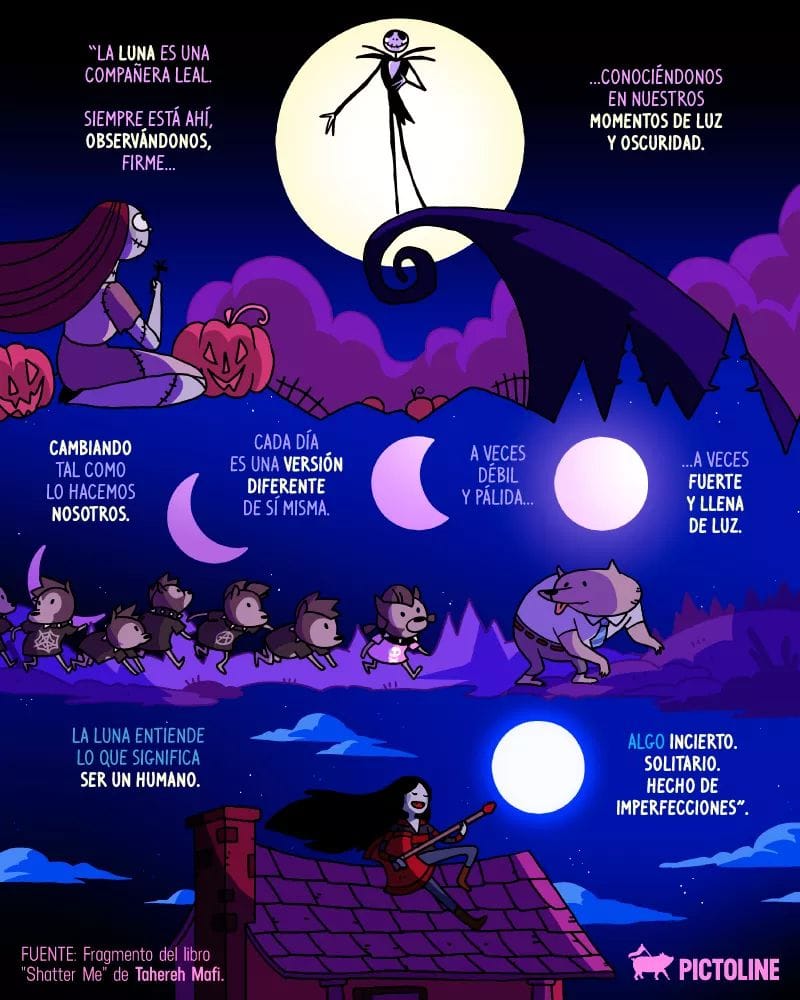 “LA LUNA ES UNA
COMPAÑERA LEAL.
SIEMPRE ESTÁ AHÍ,
OBSERVÁNDONOS,
FIRME...
...CONOCIÉNDONOS
EN NUESTROS
MOMENTOS DE LUZ
Y OSCURIDAD.
CAMBIANDO
TAL COMO
LO HACEMOS
NOSOTROS.
CADA DÍA
ES UNA VERSIÓN
DIFERENTE
DE SÍ MISMA.
A VECES
DÉBIL
Y PÁLIDA...
...A VECES
FUERTE
Y LLENA
DE LUZ.
LA LUNA ENTIENDE
LO QUE SIGNIFICA
SER UN HUMANO.
ALGO INCIERTO.
SOLITARIO.
HECHO DE
IMPERFECCIONES”.
FUENTE: Fragmento del libro
"Shatter Me" de Tahereh Mafi.
PICTOLINE